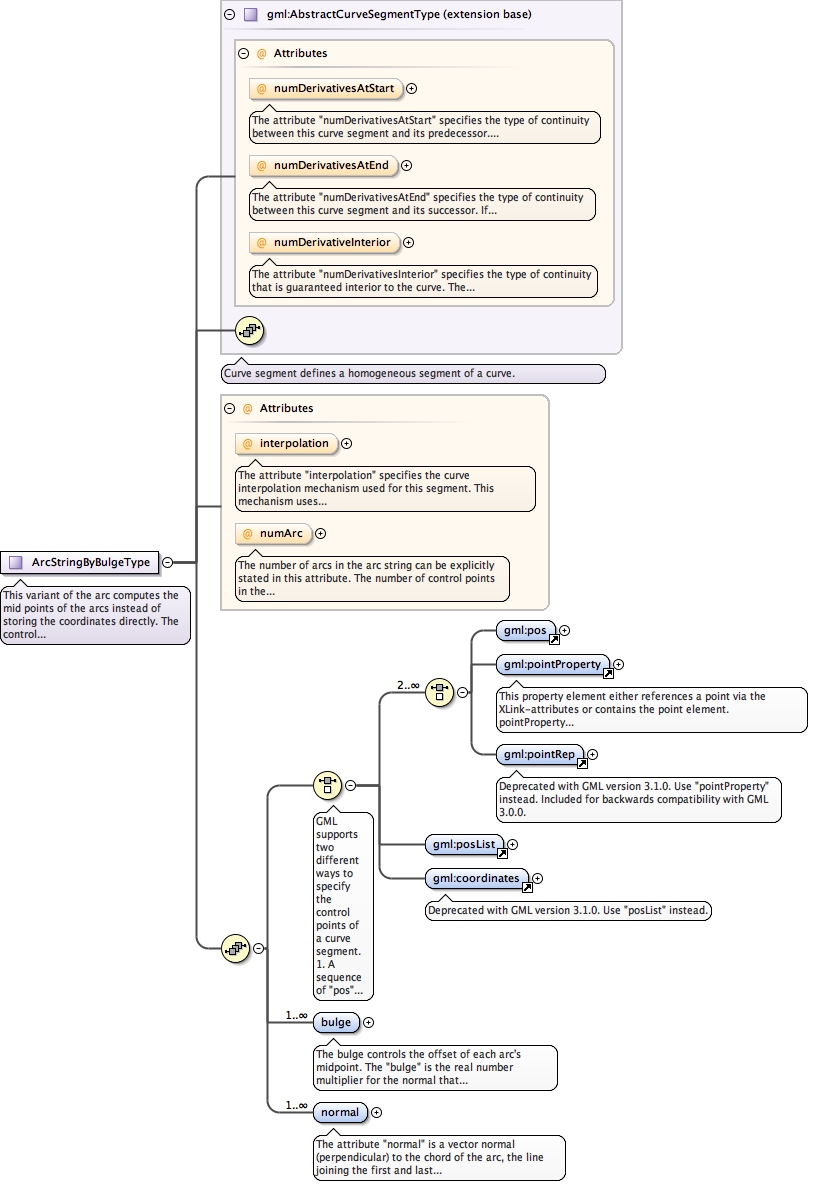 gml:AbstractCurveSegmentType (extension base)
@ Attributes
@ numDerivativesAtStart
The attribute "numDerivativesAtStart" specifies the type of continuity
between this curve segment and its predecessor....
@ numDerivativesAtEnd
The attribute "numDerivativesAtEnd" specifies the type of continuity
between this curve segment and its successor. If...
@ numDerivativeInterior
The attribute "numDerivativesInterior" specifies the type of continuity
that is guaranteed interior to the curve. The...
Curve segment defines a homogeneous segment of a curve.
@ Attributes
@ interpolation
The attribute "interpolation" specifies the curve
interpolation mechanism used for this segment. This
mechanism uses...
@ numArc
The number of arcs in the arc string can be explicitly
stated in this attribute. The number of control points
in the...
ArcStringByBulgeType
This variant of the arc computes the
mid points of the arcs instead of
storing the coordinates directly. The
control...
gml:pos
gml:pointProperty
2..∞
This property element either references a point via the
XLink-attributes or contains the point element.
pointProperty...
gml:pointRep
Deprecated with GML version 3.1.0. Use "pointProperty"
instead. Included for backwards compatibility with GML
3.0.0.
GML
supports
two
different
ways to
specify
the
control
points of
a curve
segment.
1. A
sequence
of "pos"...
gml:posList
gml:coordinates
Deprecated with GML version 3.1.0. Use "posList" instead.
1..∞
bulge
The bulge controls the offset of each arc's
midpoint. The "bulge" is the real number
multiplier for the normal that...
1..∞
normal
The attribute "normal" is a vector normal
(perpendicular) to the chord of the arc, the line
joining the first and last...